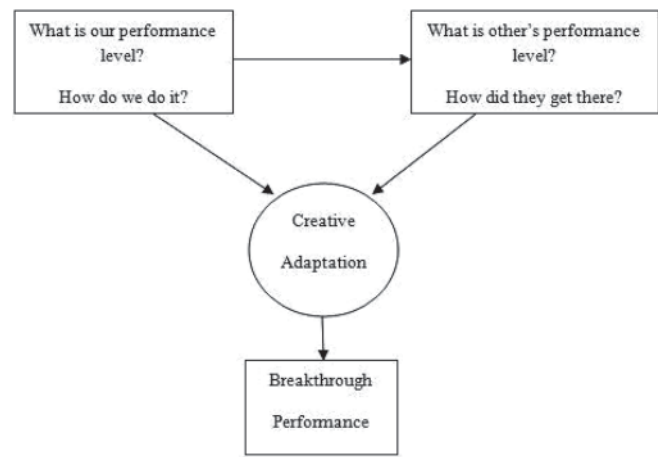 What is our performance
level?
How do we do it?
What is other's performance
level?
How did they get there?
Creative
Adaptation
Breakthrough
Performance